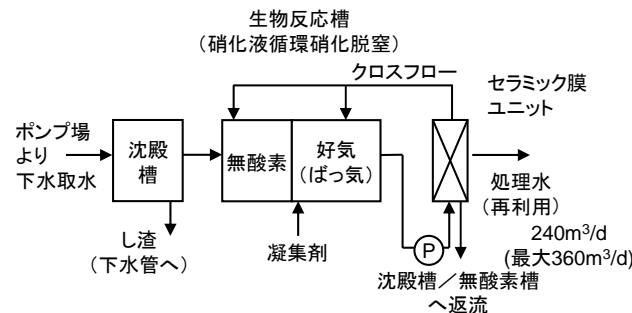 生物反応槽
（硝化液循環硝化脱窒）
クロスフロー
セラミック膜
ユニット
ポンプ場
より
下水取水
沈殿
槽
無酸素
好気
（ばっ気）
処理水
（再利用）
240m³/d
(最大360m³/d)
し渣
（下水管へ）
凝集剤
P
沈殿槽／無酸素槽
へ返流